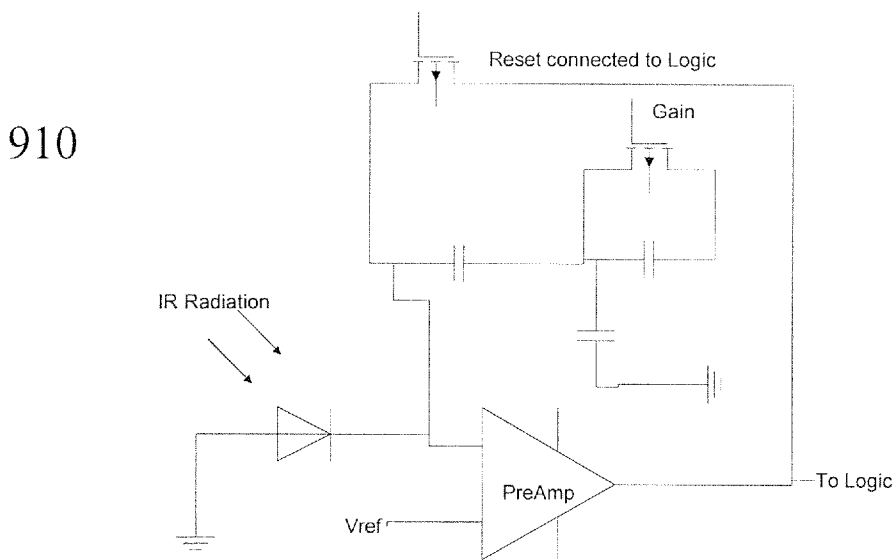 Reset connected to Logic
Gain
910
IR Radiation
PreAmp
To Logic
Vref